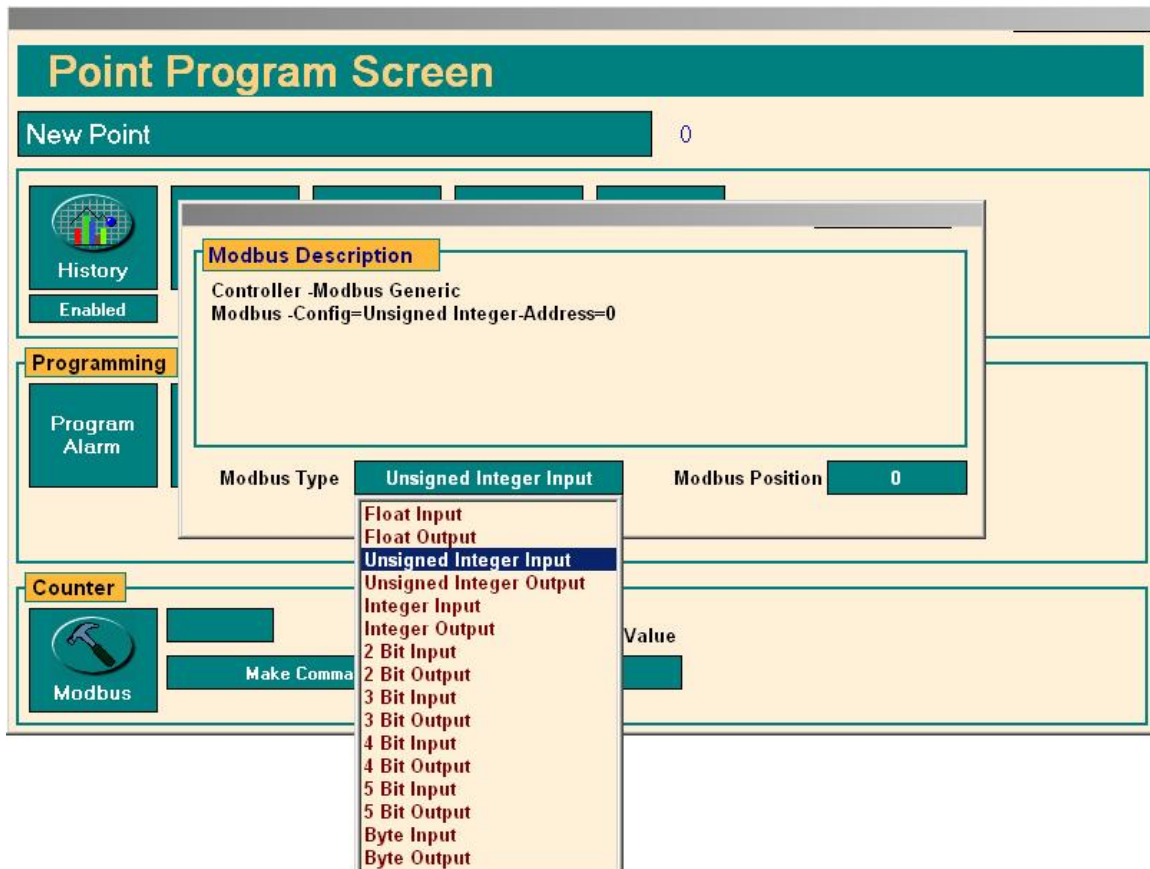 Point Program Screen
New Point
0
History
Enabled
Modbus Description
Controller -Modbus Generic
Modbus -Config=Unsigned Integer-Address=0
Programming
Program
Alarm
Modbus Type
Unsigned Integer Input
Modbus Position
0
Float Input
Float Output
Unsigned Integer Input
Unsigned Integer Output
Integer Input
Integer Output
2 Bit Input
2 Bit Output
3 Bit Input
3 Bit Output
4 Bit Input
4 Bit Output
5 Bit Input
5 Bit Output
Byte Input
Byte Output
Counter
Value
Make Comma
Modbus